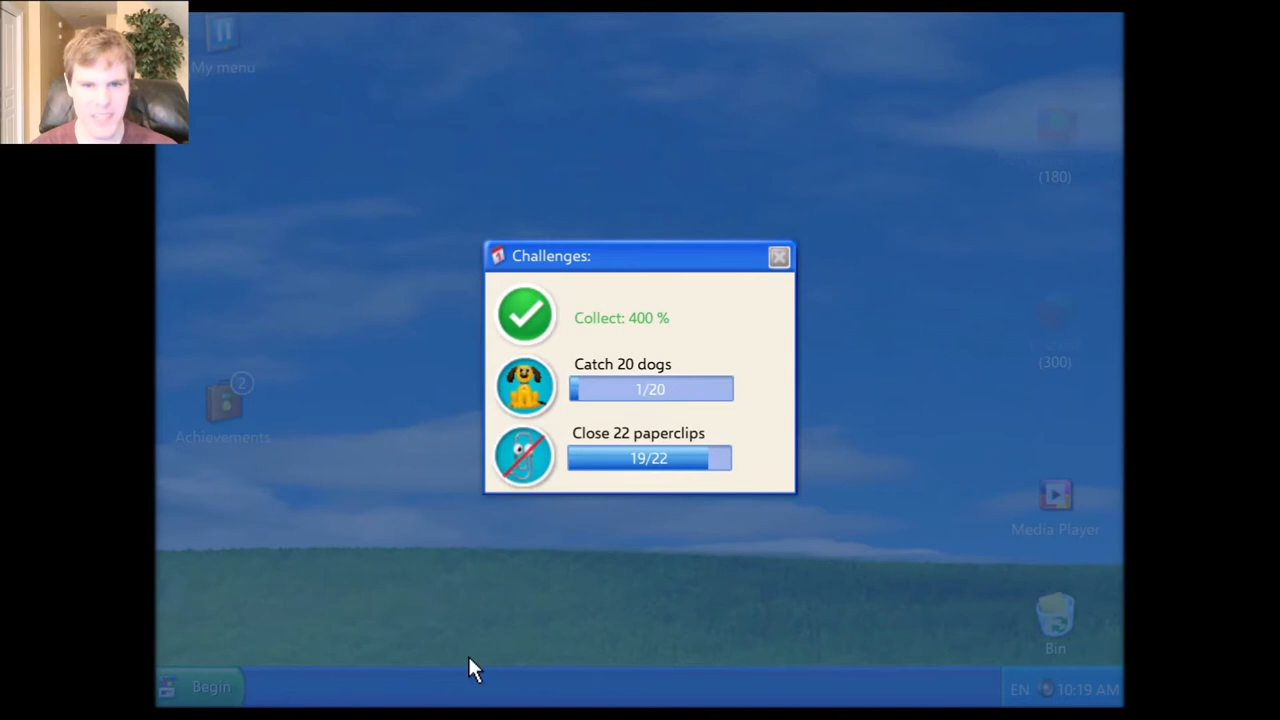 My menu
(180)
Challenges:
Collect: 400 %
Catch 20 dogs
1/20
(300)
2
Achievements
Close 22 paperclips
19/22
Media Player
Bin
Begin
EN 10:19 AM